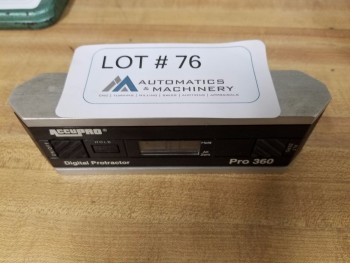 LOT # 76
AUTOMATICS
& MACHINERY
ACCUPRO
HOLD
Digital Protractor
Pro 360